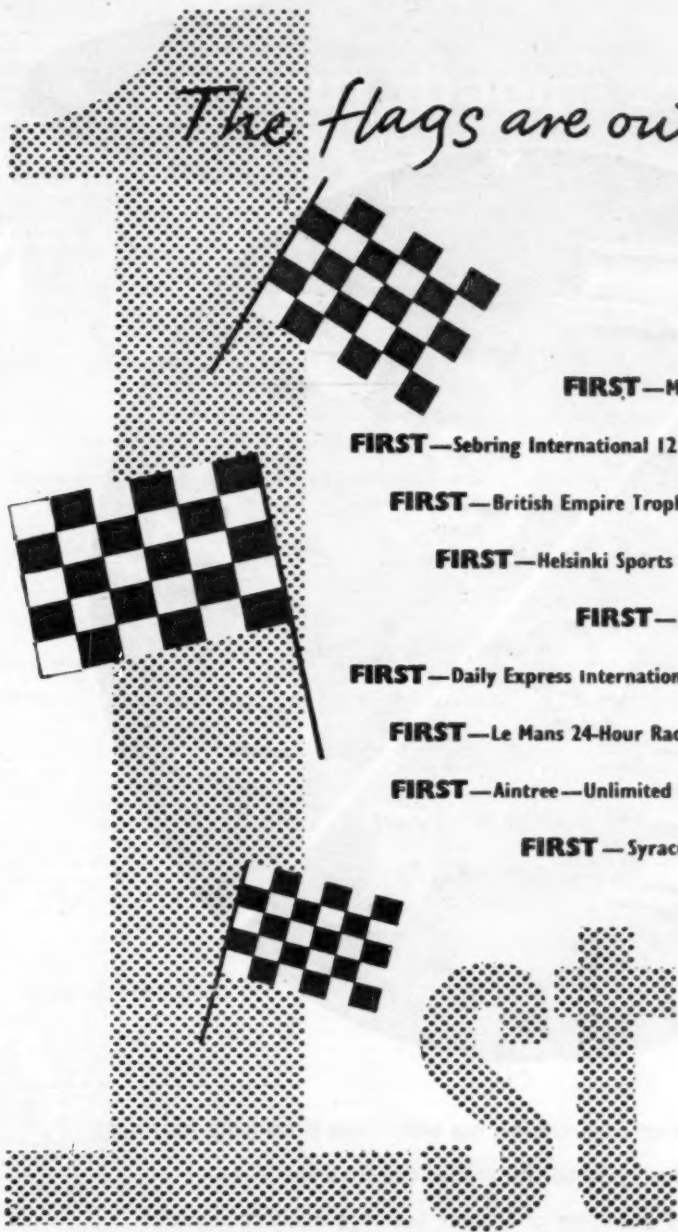 The flags are ou
FIRST—M
FIRST—Sebring International 12
FIRST—British Empire Troph
FIRST—Helsinki Sports
FIRST—
FIRST—Daily Express Internation
FIRST—Le Mans 24-Hour Rac
FIRST—Aintree—Unlimited
FIRST—Syrac
1st